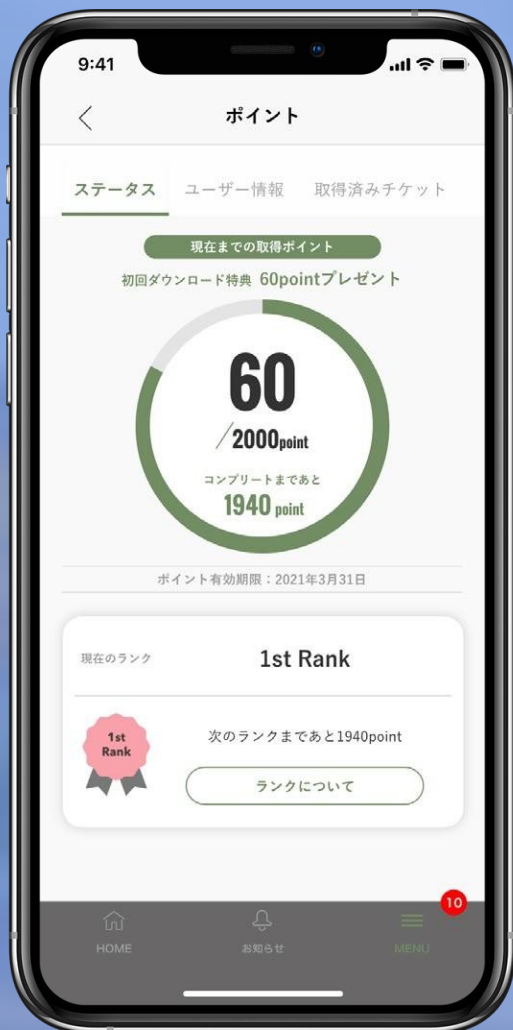 9:41
ポイント
ステータス ユーザー情報 取得済みチケット
現在までの取得ポイント
初回ダウンロード特典 60pointプレゼント
60
/2000point
コンプリートまであと
1940 point
ポイント有効期限：2021年3月31日
現在のランク 1st Rank
1st
Rank
次のランクまであと1940point
ランクについて
10
HOME お知らせ MENU